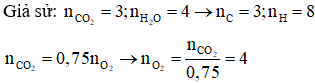 Giả sử: n_{CO_2} = 3; n_{H_2O} = 4 → n_C = 3; n_H = 8
n_{CO_2} = 0,75n_{O_2} → n_{O_2} = \frac{n_{CO_2}}{0,75} = 4